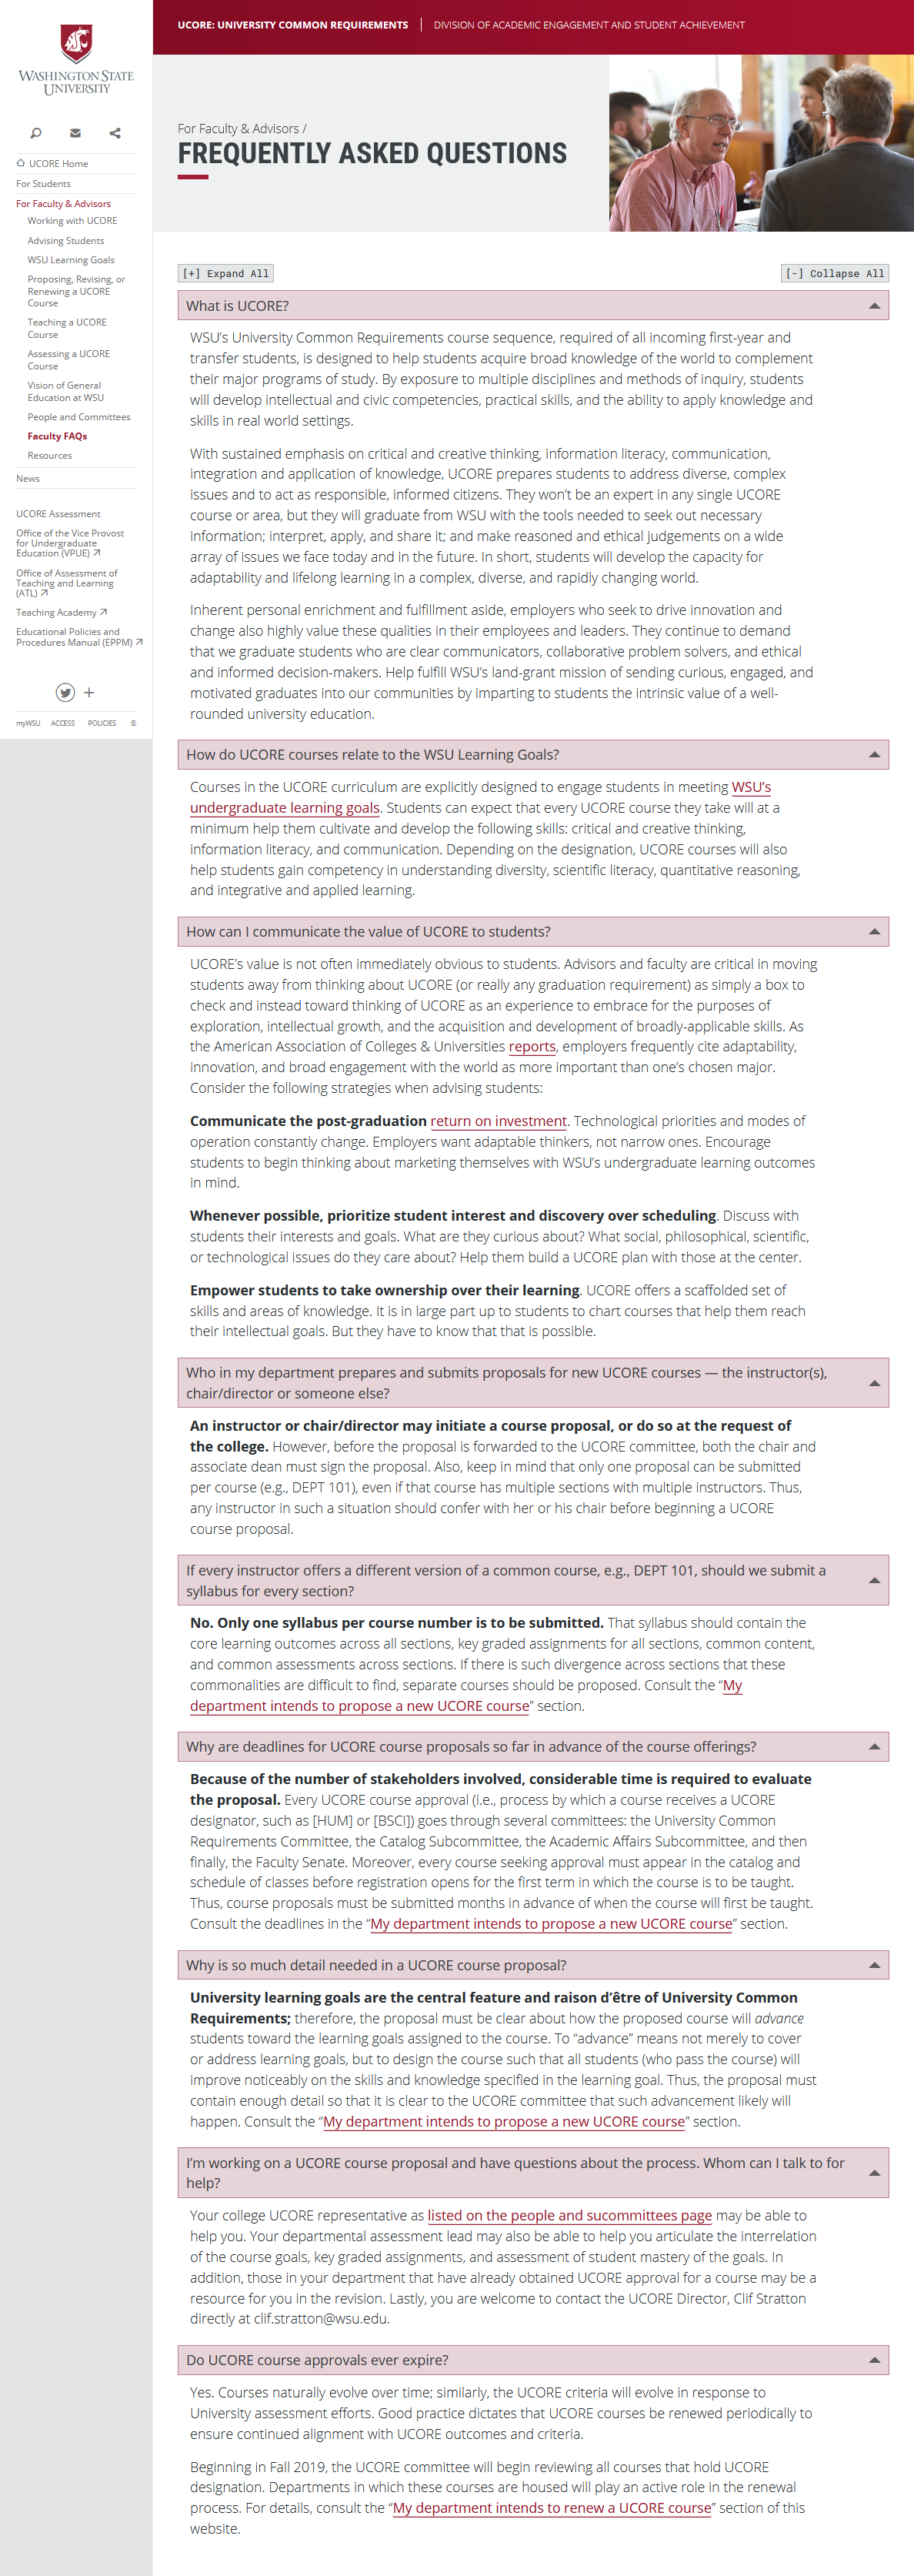 WASHINGTON STATE
UNIVERSITY
UCORE Home
For Students
For Faculty & Advisors
Working with UCORE
Advising Students
WSU Learning Goals
Proposing, Revising, or
Renewing a UCORE
Course
Teaching a UCORE
Course
Assessing a UCORE
Course
Vision of General
Education at WSU
People and Committees
Faculty FAQs
Resources
News
UCORE Assessment
Office of the Vice Provost
for Undergraduate
Education (VPUE)
Office of Assessment of
Teaching and Learning
(ATL)
Teaching Academy
Educational Policies and
Procedures Manual (EPPM)
+
myWSU ACCESS POLICIES ©
UCORE: UNIVERSITY COMMON REQUIREMENTS | DIVISION OF ACADEMIC ENGAGEMENT AND STUDENT ACHIEVEMENT
For Faculty & Advisors /
FREQUENTLY ASKED QUESTIONS
[+] Expand All [-] Collapse All
What is UCORE?
WSU’s University Common Requirements course sequence, required of all incoming first-year and
transfer students, is designed to help students acquire broad knowledge of the world to complement
their major programs of study. By exposure to multiple disciplines and methods of inquiry, students
will develop intellectual and civic competencies, practical skills, and the ability to apply knowledge and
skills in real world settings.
With sustained emphasis on critical and creative thinking, information literacy, communication,
integration and application of knowledge, UCORE prepares students to address diverse, complex
issues and to act as responsible, informed citizens. They won’t be an expert in any single UCORE
course or area, but they will graduate from WSU with the tools needed to seek out necessary
information; interpret, apply, and share it; and make reasoned and ethical judgements on a wide
array of issues we face today and in the future. In short, students will develop the capacity for
adaptability and lifelong learning in a complex, diverse, and rapidly changing world.
Inherent personal enrichment and fulfillment aside, employers who seek to drive innovation and
change also highly value these qualities in their employees and leaders. They continue to demand
that we graduate students who are clear communicators, collaborative problem solvers, and ethical
and informed decision-makers. Help fulfill WSU’s land-grant mission of sending curious, engaged, and
motivated graduates into our communities by imparting to students the intrinsic value of a well-
rounded university education.
How do UCORE courses relate to the WSU Learning Goals?
Courses in the UCORE curriculum are explicitly designed to engage students in meeting WSU’s
undergraduate learning goals. Students can expect that every UCORE course they take will at a
minimum help them cultivate and develop the following skills: critical and creative thinking,
information literacy, and communication. Depending on the designation, UCORE courses will also
help students gain competency in understanding diversity, scientific literacy, quantitative reasoning,
and integrative and applied learning.
How can I communicate the value of UCORE to students?
UCORE’s value is not often immediately obvious to students. Advisors and faculty are critical in moving
students away from thinking about UCORE (or really any graduation requirement) as simply a box to
check and instead toward thinking of UCORE as an experience to embrace for the purposes of
exploration, intellectual growth, and the acquisition and development of broadly-applicable skills. As
the American Association of Colleges & Universities reports, employers frequently cite adaptability,
innovation, and broad engagement with the world as more important than one’s chosen major.
Consider the following strategies when advising students:
Communicate the post-graduation return on investment. Technological priorities and modes of
operation constantly change. Employers want adaptable thinkers, not narrow ones. Encourage
students to begin thinking about marketing themselves with WSU’s undergraduate learning outcomes
in mind.
Whenever possible, prioritize student interest and discovery over scheduling. Discuss with
students their interests and goals. What are they curious about? What social, philosophical, scientific,
or technological issues do they care about? Help them build a UCORE plan with those at the center.
Empower students to take ownership over their learning. UCORE offers a scaffolded set of
skills and areas of knowledge. It is in large part up to students to chart courses that help them reach
their intellectual goals. But they have to know that that is possible.
Who in my department prepares and submits proposals for new UCORE courses — the instructor(s),
chair/director or someone else?
An instructor or chair/director may initiate a course proposal, or do so at the request of
the college. However, before the proposal is forwarded to the UCORE committee, both the chair and
associate dean must sign the proposal. Also, keep in mind that only one proposal can be submitted
per course (e.g., DEPT 101), even if that course has multiple sections with multiple instructors. Thus,
any instructor in such a situation should confer with her or his chair before beginning a UCORE
course proposal.
If every instructor offers a different version of a common course, e.g., DEPT 101, should we submit a
syllabus for every section?
No. Only one syllabus per course number is to be submitted. That syllabus should contain the
core learning outcomes across all sections, key graded assignments for all sections, common content,
and common assessments across sections. If there is such divergence across sections that these
commonalities are difficult to find, separate courses should be proposed. Consult the “My
department intends to propose a new UCORE course” section.
Why are deadlines for UCORE course proposals so far in advance of the course offerings?
Because of the number of stakeholders involved, considerable time is required to evaluate
the proposal. Every UCORE course approval (i.e., process by which a course receives a UCORE
designator, such as [HUM] or [BSCI]) goes through several committees: the University Common
Requirements Committee, the Catalog Subcommittee, the Academic Affairs Subcommittee, and then
finally, the Faculty Senate. Moreover, every course seeking approval must appear in the catalog and
schedule of classes before registration opens for the first term in which the course is to be taught.
Thus, course proposals must be submitted months in advance of when the course will first be taught.
Consult the deadlines in the “My department intends to propose a new UCORE course” section.
Why is so much detail needed in a UCORE course proposal?
University learning goals are the central feature and raison d’être of University Common
Requirements; therefore, the proposal must be clear about how the proposed course will advance
students toward the learning goals assigned to the course. To “advance” means not merely to cover
or address learning goals, but to design the course such that all students (who pass the course) will
improve noticeably on the skills and knowledge specified in the learning goal. Thus, the proposal must
contain enough detail so that it is clear to the UCORE committee that such advancement likely will
happen. Consult the “My department intends to propose a new UCORE course” section.
I’m working on a UCORE course proposal and have questions about the process. Whom can I talk to for
help?
Your college UCORE representative as listed on the people and sucommittees page may be able to
help you. Your departmental assessment lead may also be able to help you articulate the interrelation
of the course goals, key graded assignments, and assessment of student mastery of the goals. In
addition, those in your department that have already obtained UCORE approval for a course may be a
resource for you in the revision. Lastly, you are welcome to contact the UCORE Director, Clif Stratton
directly at clif.stratton@wsu.edu.
Do UCORE course approvals ever expire?
Yes. Courses naturally evolve over time; similarly, the UCORE criteria will evolve in response to
University assessment efforts. Good practice dictates that UCORE courses be renewed periodically to
ensure continued alignment with UCORE outcomes and criteria.
Beginning in Fall 2019, the UCORE committee will begin reviewing all courses that hold UCORE
designation. Departments in which these courses are housed will play an active role in the renewal
process. For details, consult the “My department intends to renew a UCORE course” section of this
website.